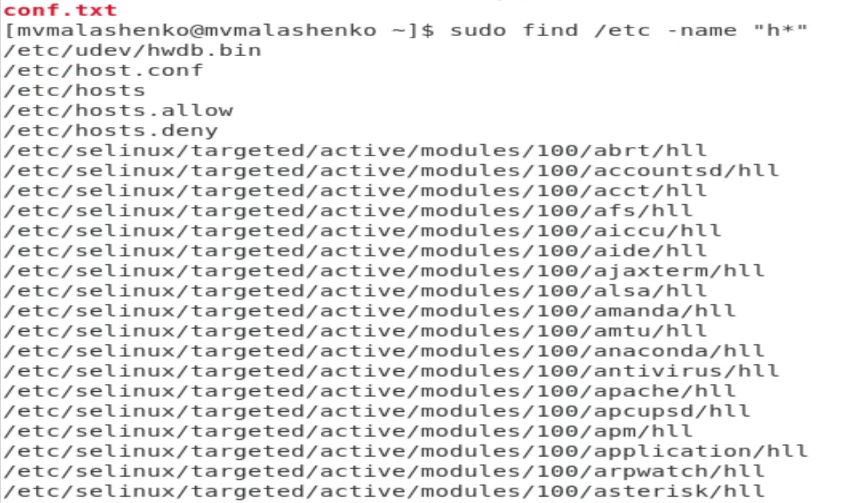 conf.txt
[mvmalashenko@mvmalashenko ~]$ sudo find /etc -name "h*"
/etc/udev/hwdb.bin
/etc/host.conf
/etc/hosts
/etc/hosts.allow
/etc/hosts.deny
/etc/selinux/targeted/active/modules/100/abrt/hll
/etc/selinux/targeted/active/modules/100/accountsd/hll
/etc/selinux/targeted/active/modules/100/acct/hll
/etc/selinux/targeted/active/modules/100/afs/hll
/etc/selinux/targeted/active/modules/100/aiccu/hll
/etc/selinux/targeted/active/modules/100/aide/hll
/etc/selinux/targeted/active/modules/100/ajaxterm/hll
/etc/selinux/targeted/active/modules/100/alsa/hll
/etc/selinux/targeted/active/modules/100/amanda/hll
/etc/selinux/targeted/active/modules/100/amtu/hll
/etc/selinux/targeted/active/modules/100/anaconda/hll
/etc/selinux/targeted/active/modules/100/antivirus/hll
/etc/selinux/targeted/active/modules/100/apache/hll
/etc/selinux/targeted/active/modules/100/apcupsd/hll
/etc/selinux/targeted/active/modules/100/apm/hll
/etc/selinux/targeted/active/modules/100/application/hll
/etc/selinux/targeted/active/modules/100/arpwatch/hll
/etc/selinux/targeted/active/modules/100/asterisk/hll